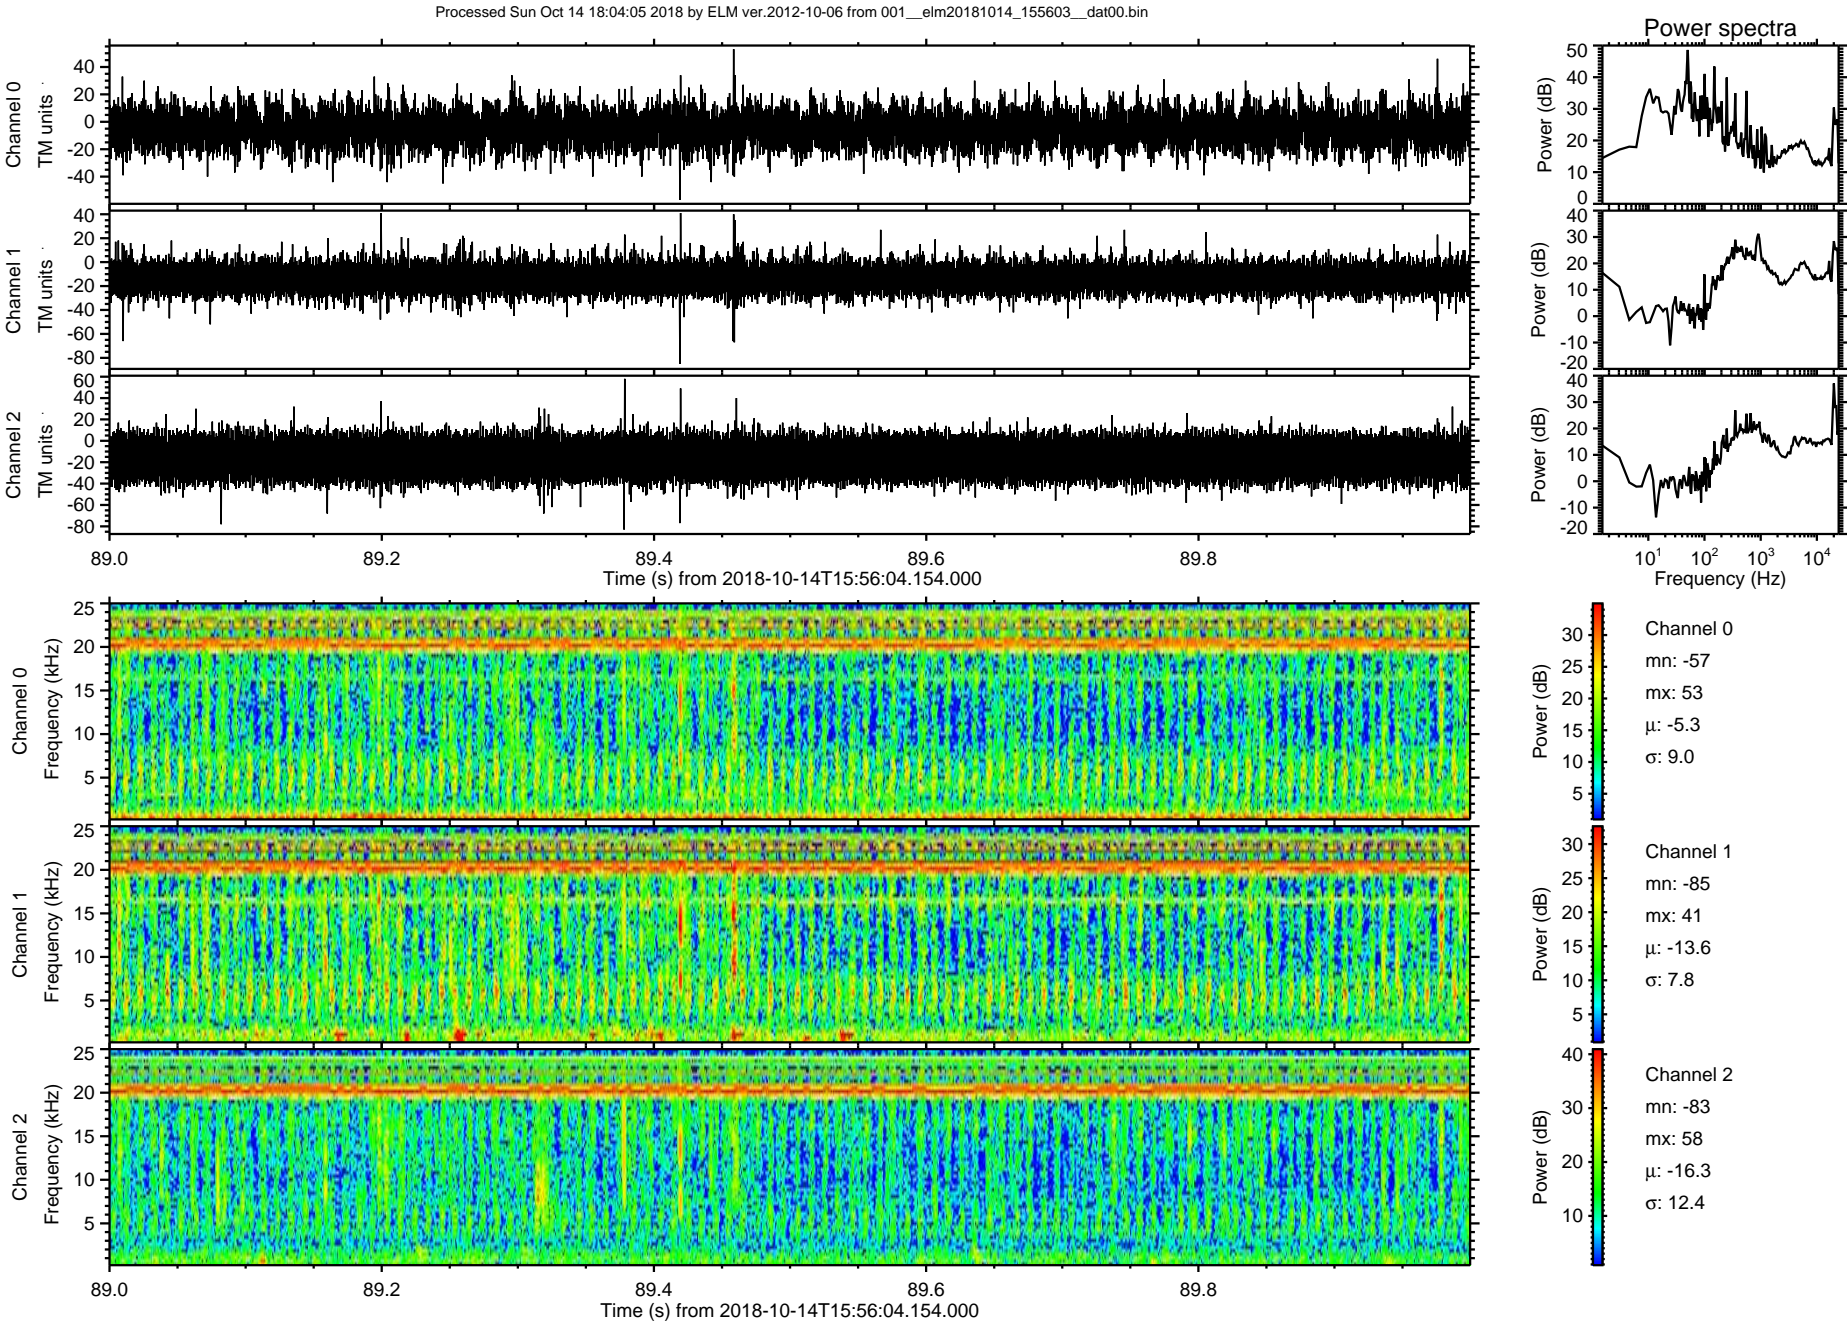 Processed Sun Oct 14 18:04:05 2018 by ELM ver.2012-10-06 from 001__elm20181014_155603__dat00.bin
Power spectra
Channel 0
TM units
40
20
0
-20
-40
Power (dB)
50
40
30
20
10
0
Channel 1
TM units
40
20
0
-20
-40
-60
-80
Power (dB)
40
30
20
10
0
-10
-20
Channel 2
TM units
60
40
20
0
-20
-40
-60
-80
Power (dB)
40
30
20
10
0
-10
-20
89.0 89.2 89.4 89.6 89.8
Time (s) from 2018-10-14T15:56:04.154.000
10^1 10^2 10^3 10^4
Frequency (Hz)
Channel 0
Frequency (kHz)
25
20
15
10
5
Power (dB)
30
25
20
15
10
5
Channel 0
mn: -57
mx: 53
μ: -5.3
σ: 9.0
Channel 1
Frequency (kHz)
25
20
15
10
5
Power (dB)
30
25
20
15
10
5
Channel 1
mn: -85
mx: 41
μ: -13.6
σ: 7.8
Channel 2
Frequency (kHz)
25
20
15
10
5
Power (dB)
40
30
20
10
Channel 2
mn: -83
mx: 58
μ: -16.3
σ: 12.4
89.0 89.2 89.4 89.6 89.8
Time (s) from 2018-10-14T15:56:04.154.000